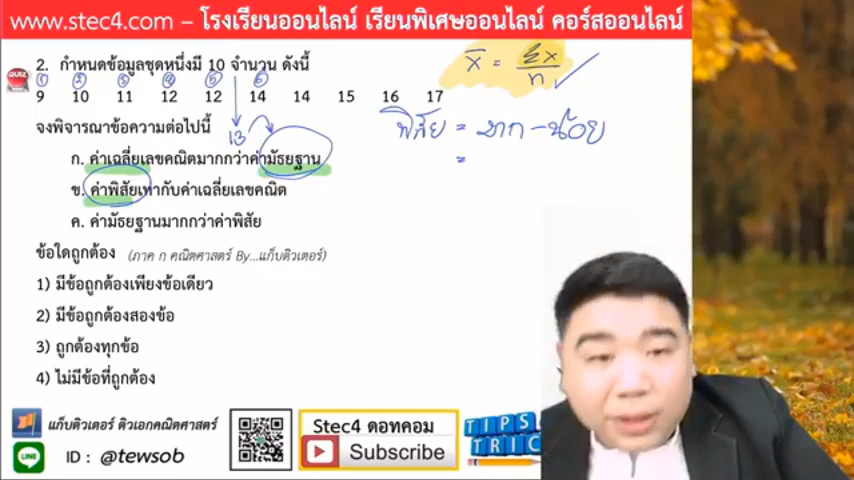 www.stec4.com – โรงเรียนออนไลน์ เรียนพิเศษออนไลน์ คอร์สออนไลน์
QUIZ
2. กำหนดข้อมูลชุดหนึ่งมี 10 จำนวน ดังนี้
x̄ = Σx/n
① ② ③ ④ ⑤ ⑥
9 10 11 12 12 14 14 15 16 17
13
พิสัย = มาก - น้อย
=
จงพิจารณาข้อความต่อไปนี้
ก. ค่าเฉลี่ยเลขคณิตมากกว่าค่ามัธยฐาน
ข. ค่าพิสัยเท่ากับค่าเฉลี่ยเลขคณิต
ค. ค่ามัธยฐานมากกว่าค่าพิสัย
ข้อใดถูกต้อง (ภาค ก คณิตศาสตร์ By...แก็บติวเตอร์)
1) มีข้อถูกต้องเพียงข้อเดียว
2) มีข้อถูกต้องสองข้อ
3) ถูกต้องทุกข้อ
4) ไม่มีข้อที่ถูกต้อง
แก็บติวเตอร์ ติวเอกคณิตศาสตร์
LINE
ID : @tewsob
Stec4 ดอทคอม
Subscribe
TIPS
TRIC